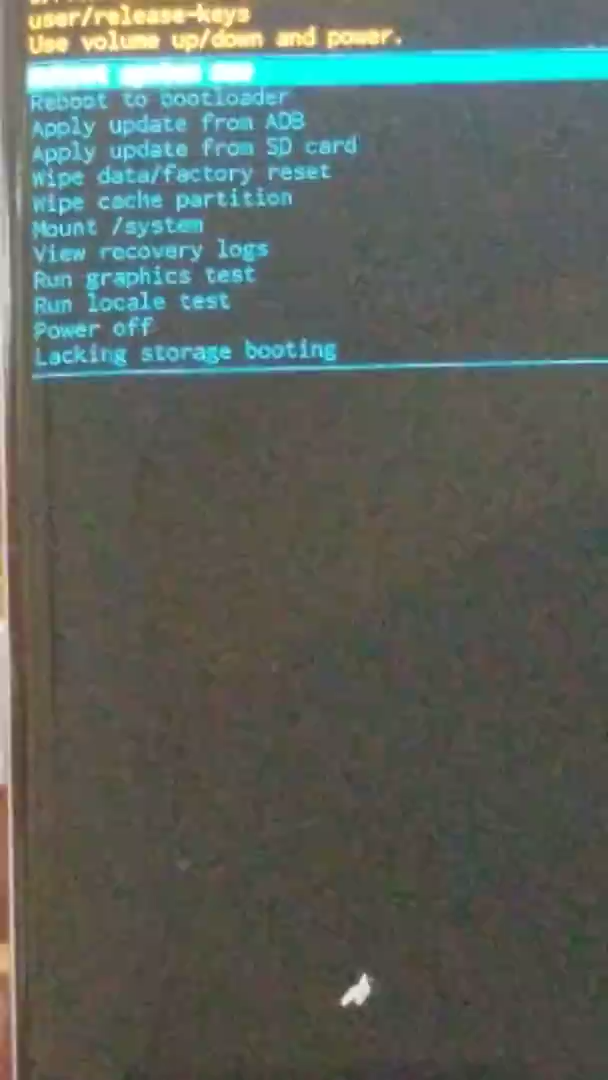 user/release-keys
Use volume up/down and power.
Reboot to bootloader
Apply update from ADB
Apply update from SD card
Wipe data/factory reset
Wipe cache partition
Mount /system
View recovery logs
Run graphics test
Run locale test
Power off
Lacking storage booting